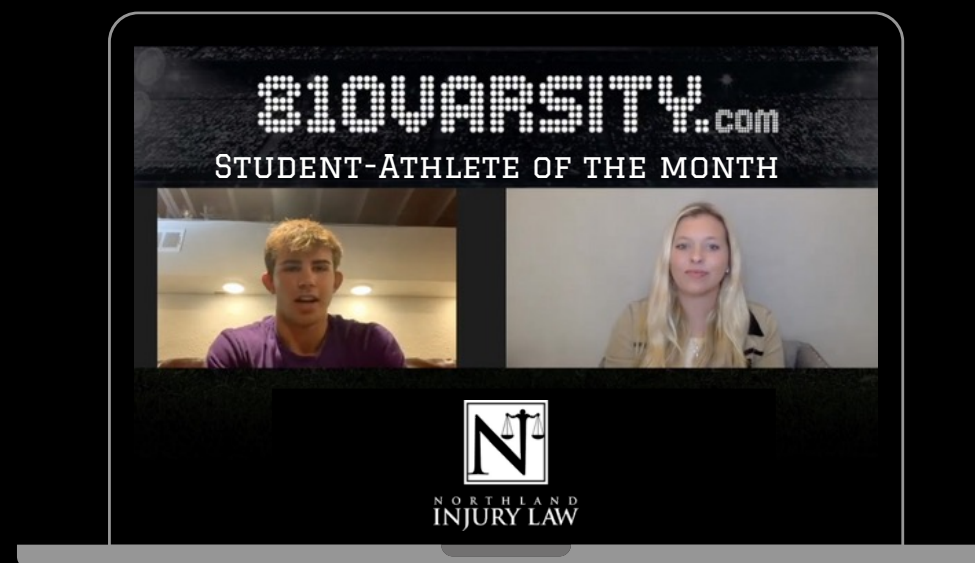 810VARSITY.com
STUDENT-ATHLETE OF THE MONTH
N
NORTHLAND
INJURY LAW